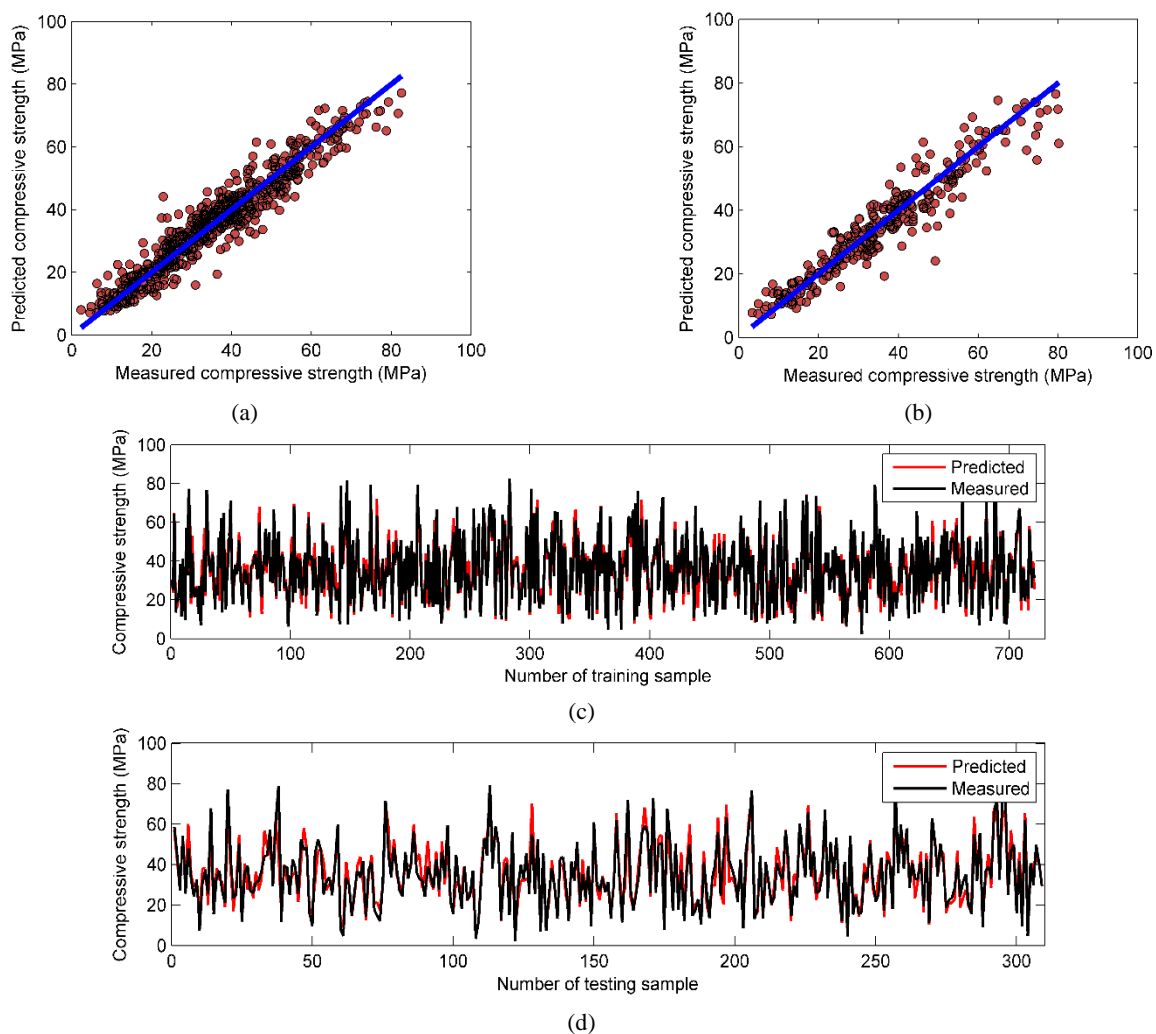 100
80
60
40
20
0
Predicted compressive strength (MPa)
0 20 40 60 80 100
Measured compressive strength (MPa)
(a)
100
80
60
40
20
0
Predicted compressive strength (MPa)
0 20 40 60 80 100
Measured compressive strength (MPa)
(b)
100
80
60
40
20
0
Compressive strength (MPa)
Predicted
Measured
0 100 200 300 400 500 600 700
Number of training sample
(c)
100
80
60
40
20
0
Compressive strength (MPa)
Predicted
Measured
0 50 100 150 200 250 300
Number of testing sample
(d)